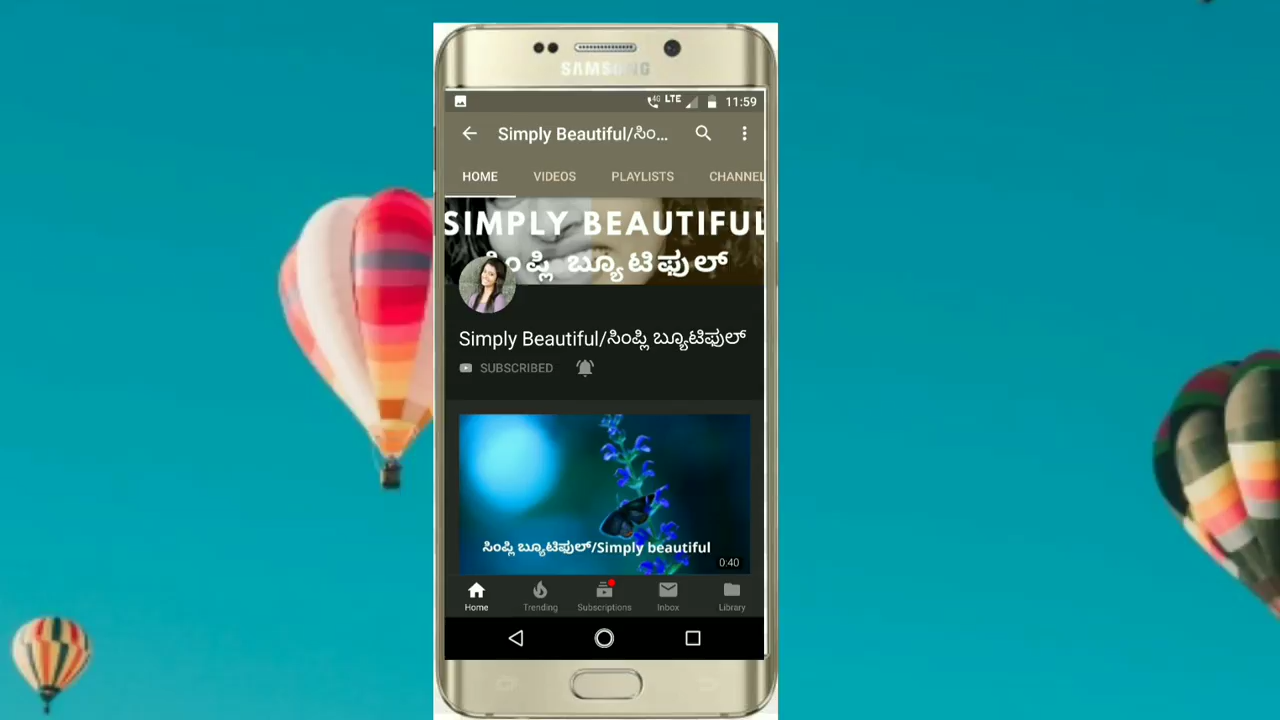 SAMSUNG
4G LTE 11:59
Simply Beautiful/ಸಿಂ...
HOME VIDEOS PLAYLISTS CHANNEL
SIMPLY BEAUTIFUL
ಸಿಂಪ್ಲಿ ಬ್ಯೂಟಿಫುಲ್
Simply Beautiful/ಸಿಂಪ್ಲಿ ಬ್ಯೂಟಿಫುಲ್
SUBSCRIBED
ಸಿಂಪ್ಲಿ ಬ್ಯೂಟಿಫುಲ್/Simply beautiful
0:40
Home Trending Subscriptions Inbox Library